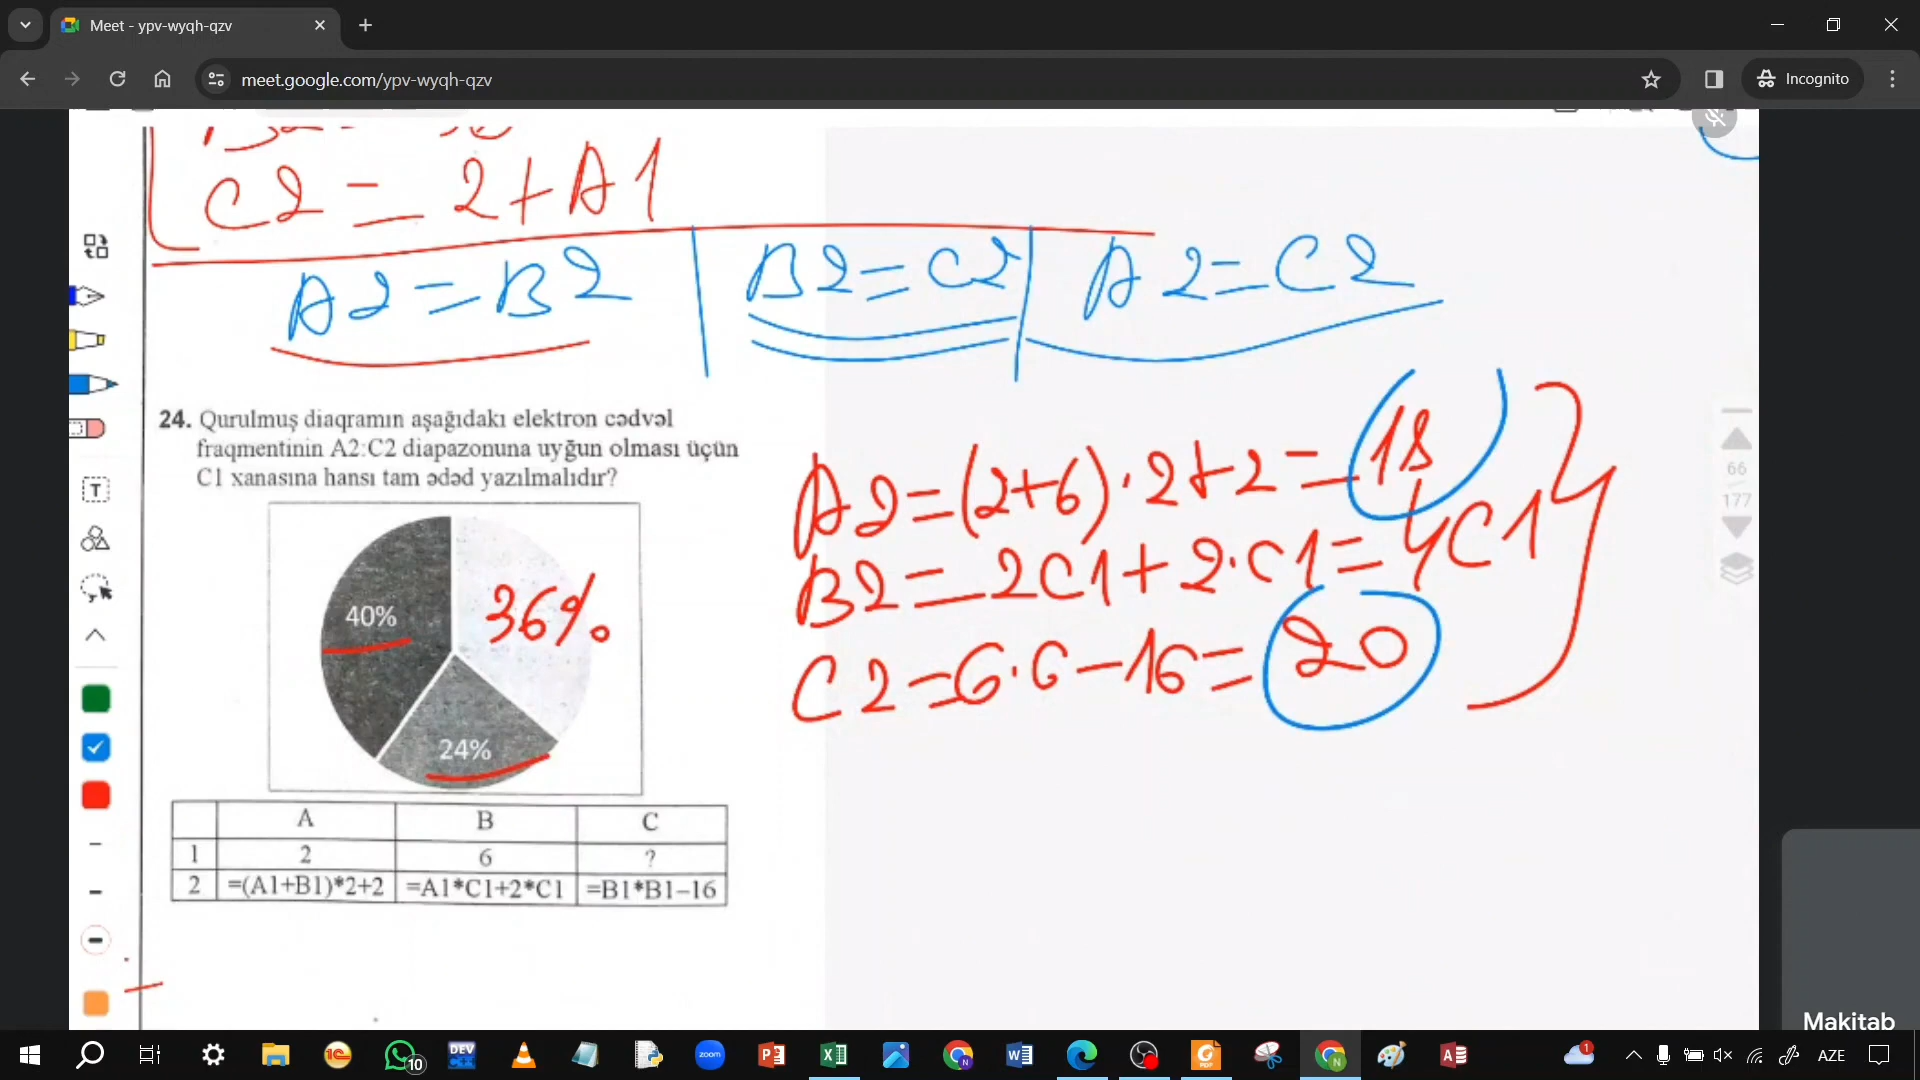 Meet - ypv-wyqh-qzv
meet.google.com/ypv-wyqh-qzv
Incognito
C2 = 2+A1
A2=B2
B2=C2
A2=C2
24. Qurulmuş diaqramın aşağıdakı elektron cədvəl
fraqmentinin A2:C2 diapazonuna uyğun olması üçün
C1 xanasına hansı tam ədəd yazılmalıdır?
40%
36%
24%
A2=(2+6)·2+2=18
B2=2C1+2·C1=4C1
C2=6·6-16=20
A B C
1 2 6 ?
2 =(A1+B1)*2+2 =A1*C1+2*C1 =B1*B1–16
T
66
177
Makitab
10
DEV
zoom
1
AZE